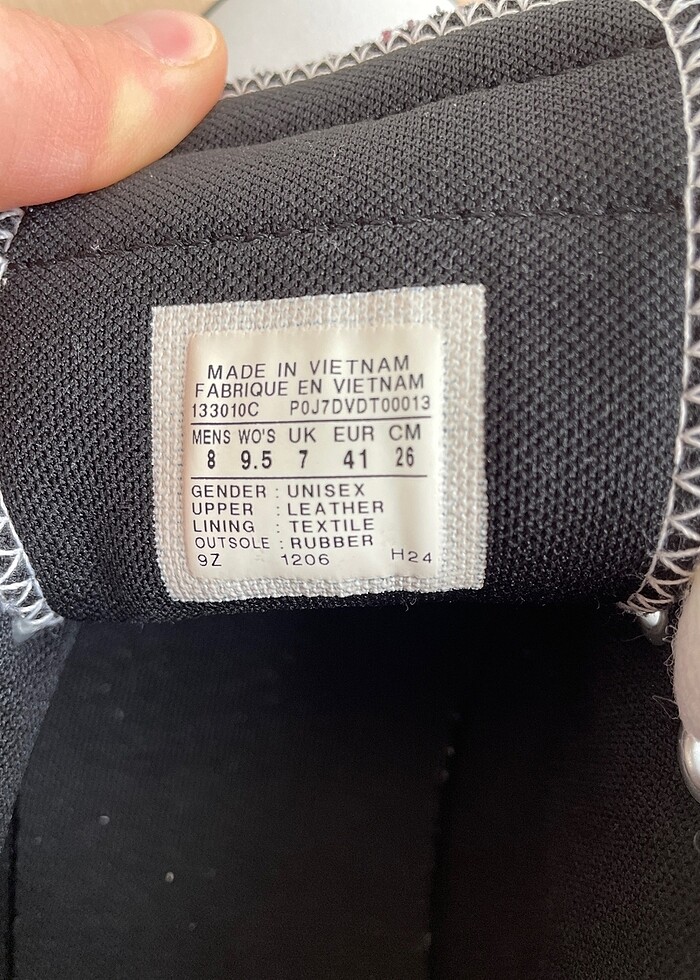 MADE IN VIETNAM
FABRIQUE EN VIETNAM
133010C P0J7DVDT00013
MENS WO'S UK EUR CM
8 9.5 7 41 26
GENDER : UNISEX
UPPER : LEATHER
LINING : TEXTILE
OUTSOLE : RUBBER
9Z 1206 H24